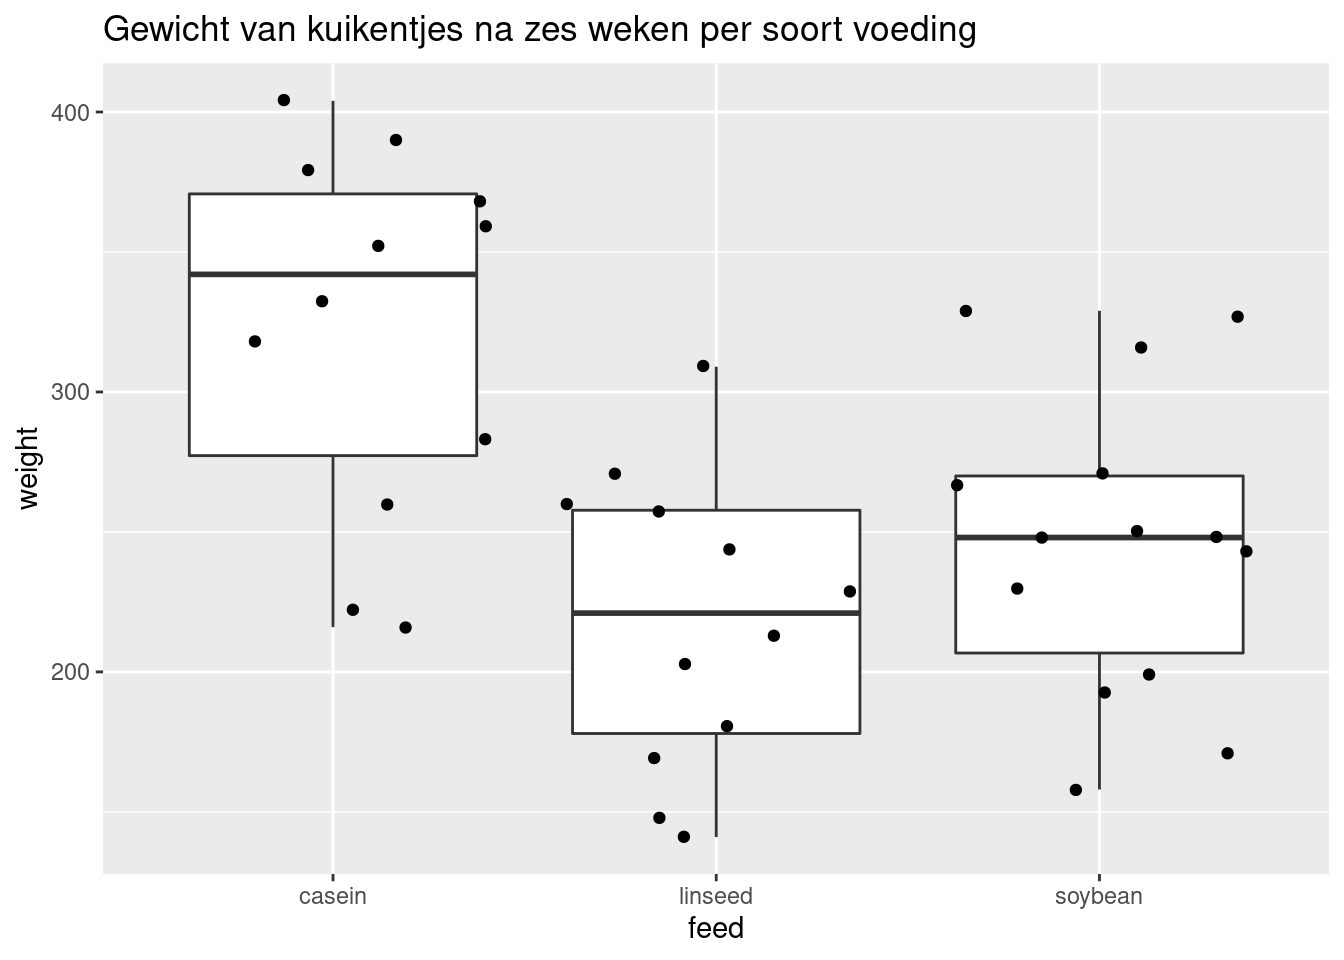 Gewicht van kuikentjes na zes weken per soort voeding
400
300
200
weight
casein linseed soybean
feed